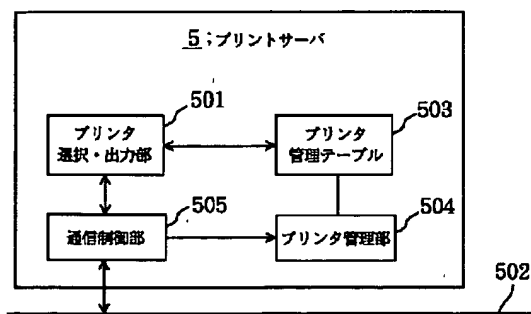 5；プリントサーバ
501
プリンタ
選択・出力部
503
プリンタ
管理テーブル
505
通信制御部
504
プリンタ管理部
502